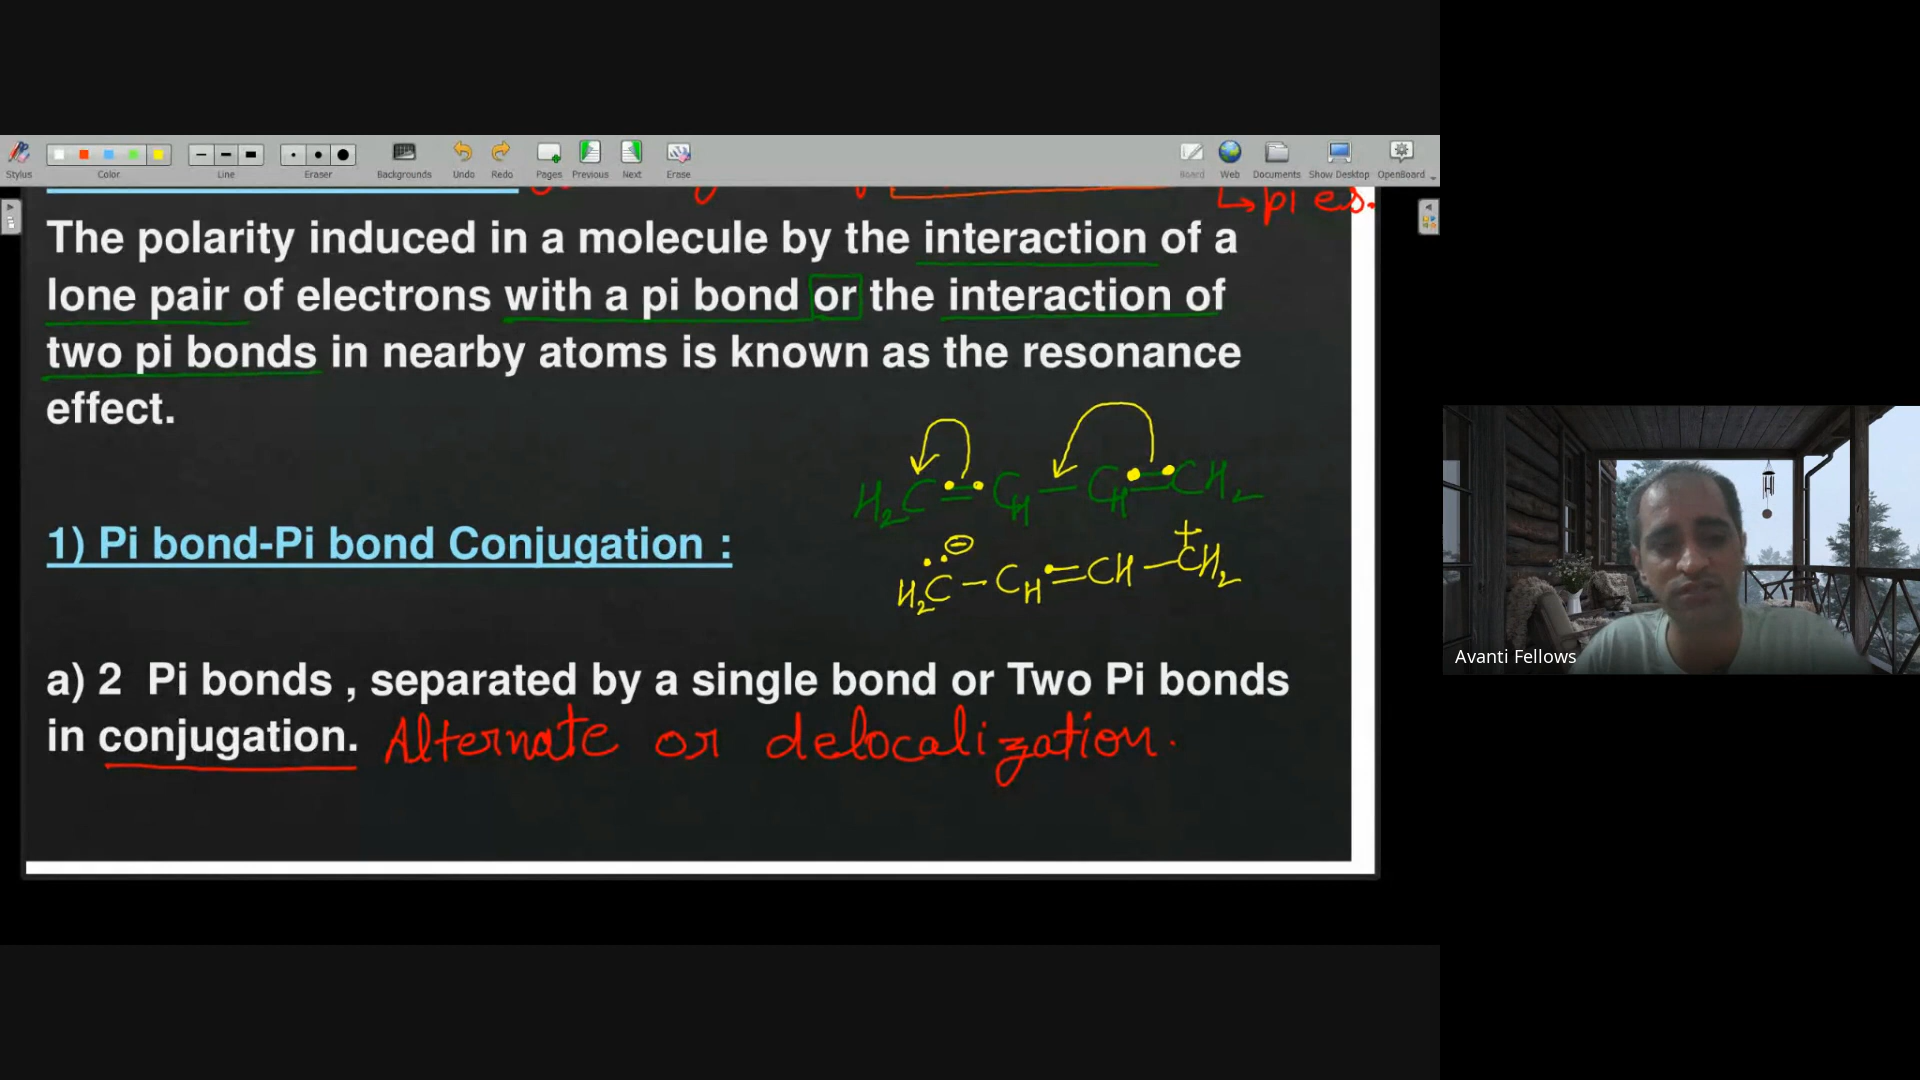 Stylus
Color
Line
Eraser
Backgrounds
Undo
Redo
Pages
Previous
Next
Erase
Board
Web
Documents
Show Desktop
OpenBoard
↳pi es.
The polarity induced in a molecule by the interaction of a
lone pair of electrons with a pi bond or the interaction of
two pi bonds in nearby atoms is known as the resonance
effect.
H₂C=CH–CH=CH₂
1) Pi bond-Pi bond Conjugation :
⊖
H₂C̈–CH=CH–C⁺H₂
a) 2 Pi bonds , separated by a single bond or Two Pi bonds
in conjugation. Alternate or delocalization.
Avanti Fellows